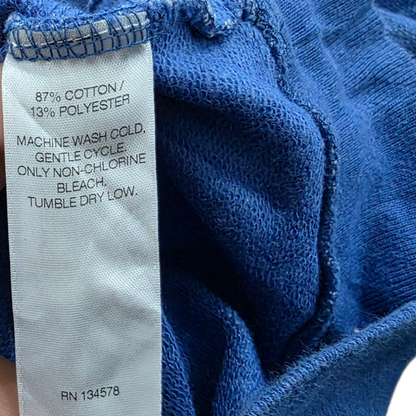 87% COTTON /
13% POLYESTER
MACHINE WASH COLD.
GENTLE CYCLE.
ONLY NON-CHLORINE
BLEACH.
TUMBLE DRY LOW.
RN 134578